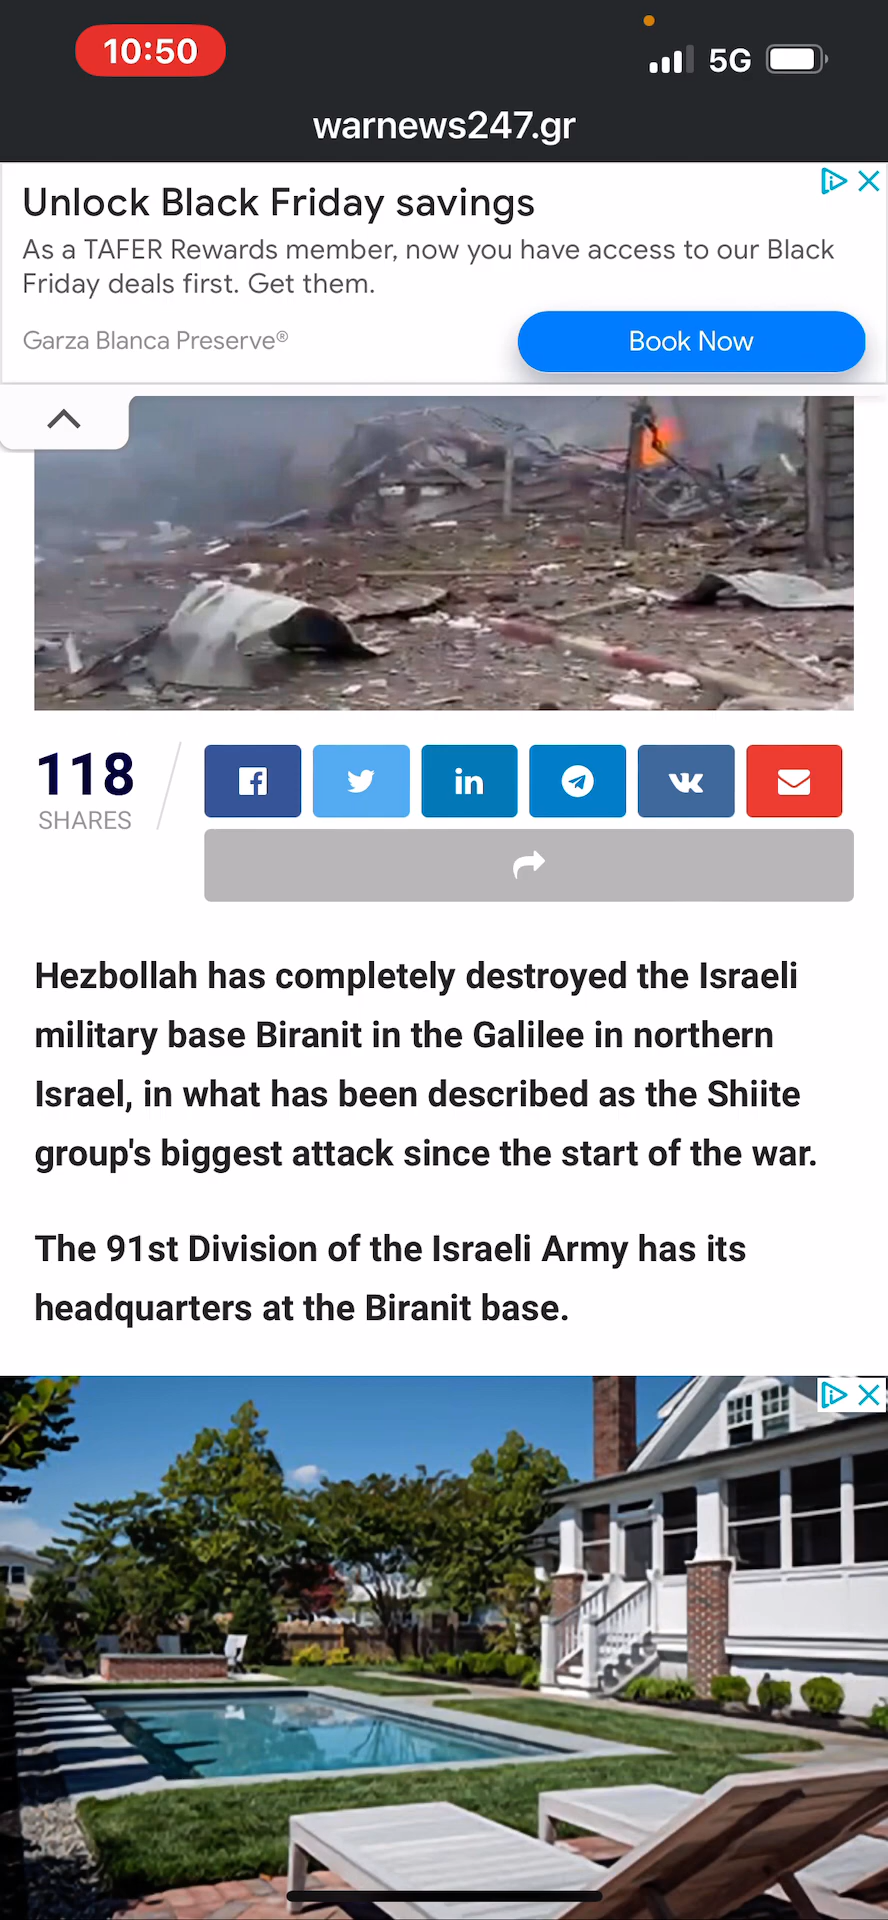 10:50
5G
warnews247.gr
Unlock Black Friday savings
As a TAFER Rewards member, now you have access to our Black
Friday deals first. Get them.
Garza Blanca Preserve®
Book Now
118
SHARES
in
Hezbollah has completely destroyed the Israeli
military base Biranit in the Galilee in northern
Israel, in what has been described as the Shiite
group's biggest attack since the start of the war.
The 91st Division of the Israeli Army has its
headquarters at the Biranit base.